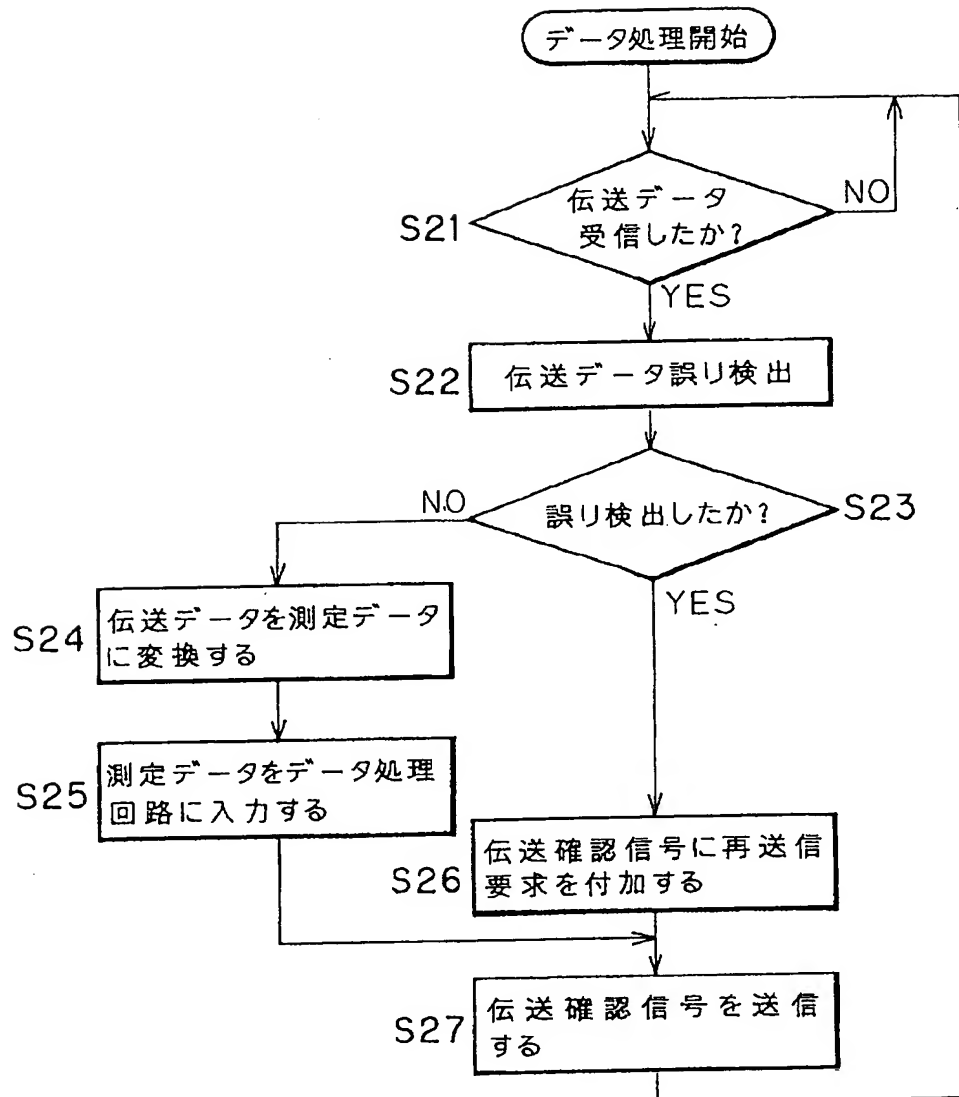 データ処理開始
伝送データ
受信したか?
S21
NO
YES
S22
伝送データ誤り検出
誤り検出したか?
S23
NO
YES
S24
伝送データを測定データ
に変換する
S25
測定データをデータ処理
回路に入力する
S26
伝送確認信号に再送信
要求を付加する
S27
伝送確認信号を送信
する